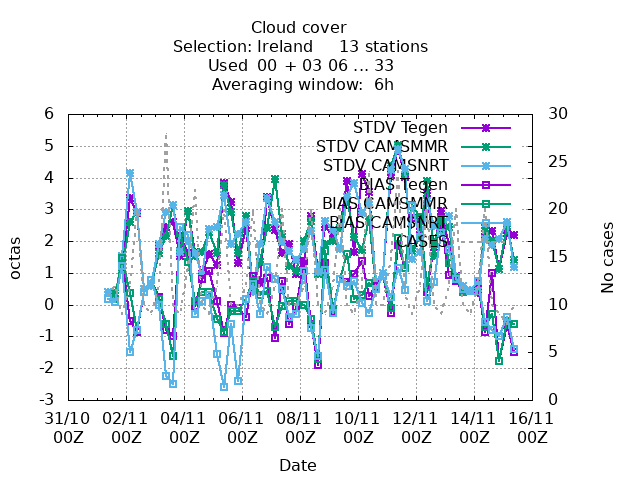 Cloud cover
Selection: Ireland 13 stations
Used 00 + 03 06 ... 33
Averaging window: 6h
6 30
STDV Tegen
STDV CAMSMMR
5 25
STDV CAMSNRT
4 BIAS Tegen
20
BIAS CAMSMMR
3
BIAS CAMSNRT
2 CASES 15
1
0 10
-1
5
-2
-3 0
octas
No cases
31/10 02/11 04/11 06/11 08/11 10/11 12/11 14/11 16/11
00Z 00Z 00Z 00Z 00Z 00Z 00Z 00Z 00Z
Date